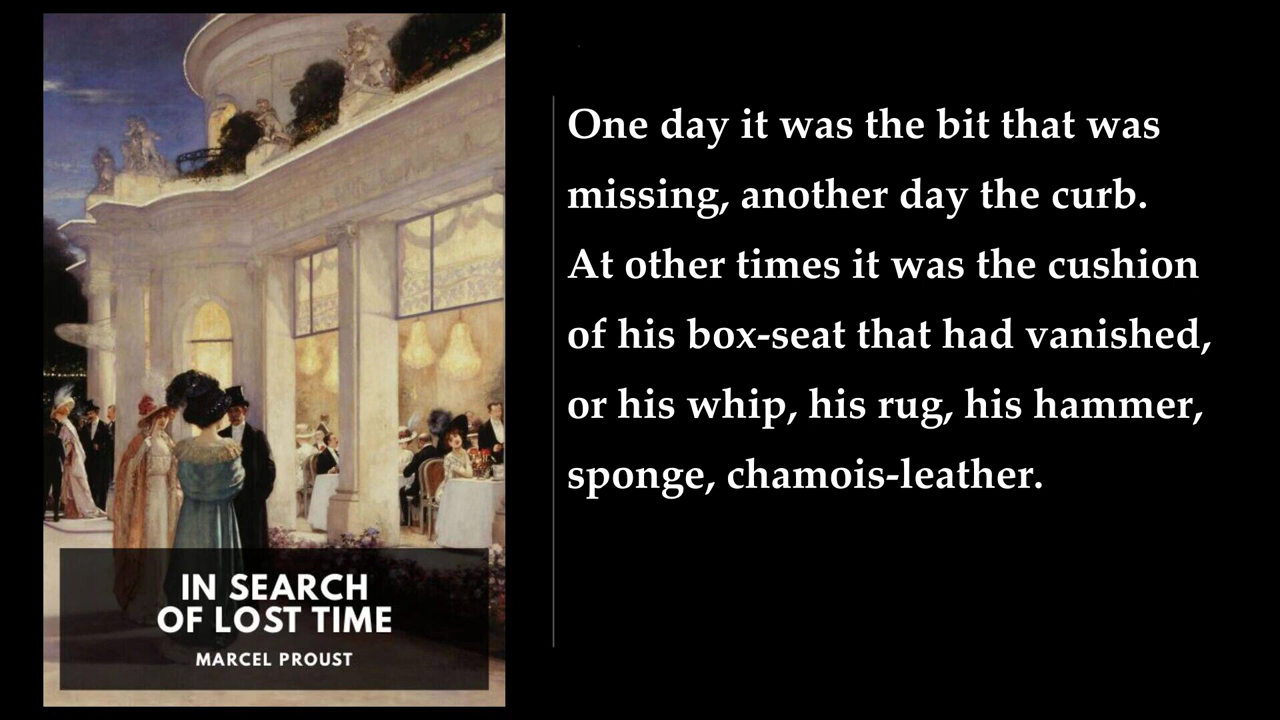 IN SEARCH
OF LOST TIME
MARCEL PROUST
One day it was the bit that was
missing, another day the curb.
At other times it was the cushion
of his box-seat that had vanished,
or his whip, his rug, his hammer,
sponge, chamois-leather.